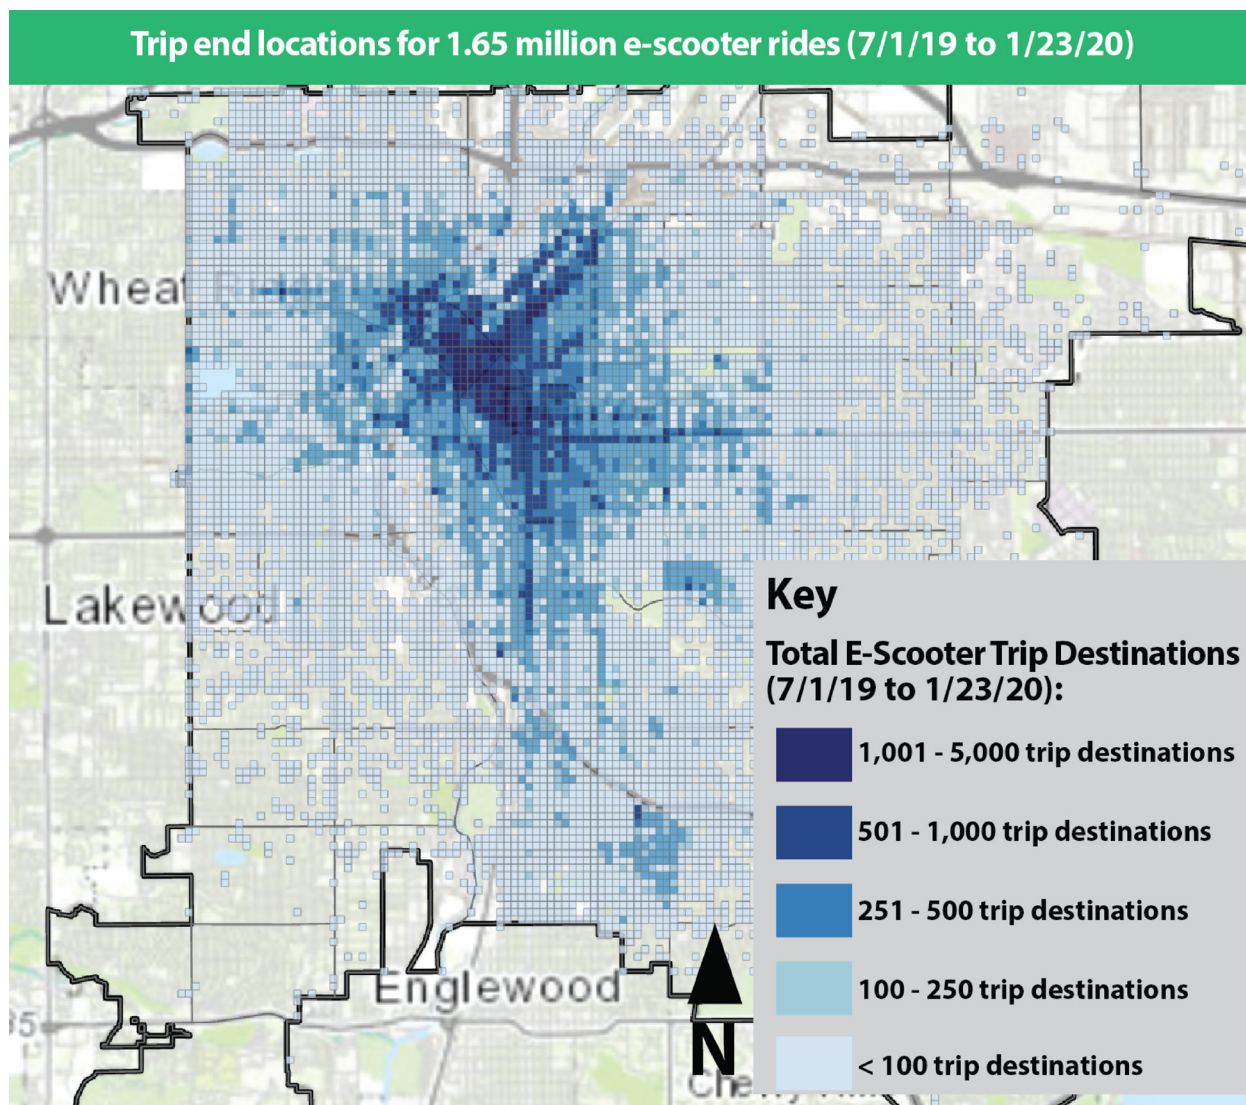 Trip end locations for 1.65 million e-scooter rides (7/1/19 to 1/23/20)
Wheat
Lakewood
Key
Total E-Scooter Trip Destinations
(7/1/19 to 1/23/20):
1,001 - 5,000 trip destinations
501 - 1,000 trip destinations
251 - 500 trip destinations
100 - 250 trip destinations
< 100 trip destinations
Englewood
N